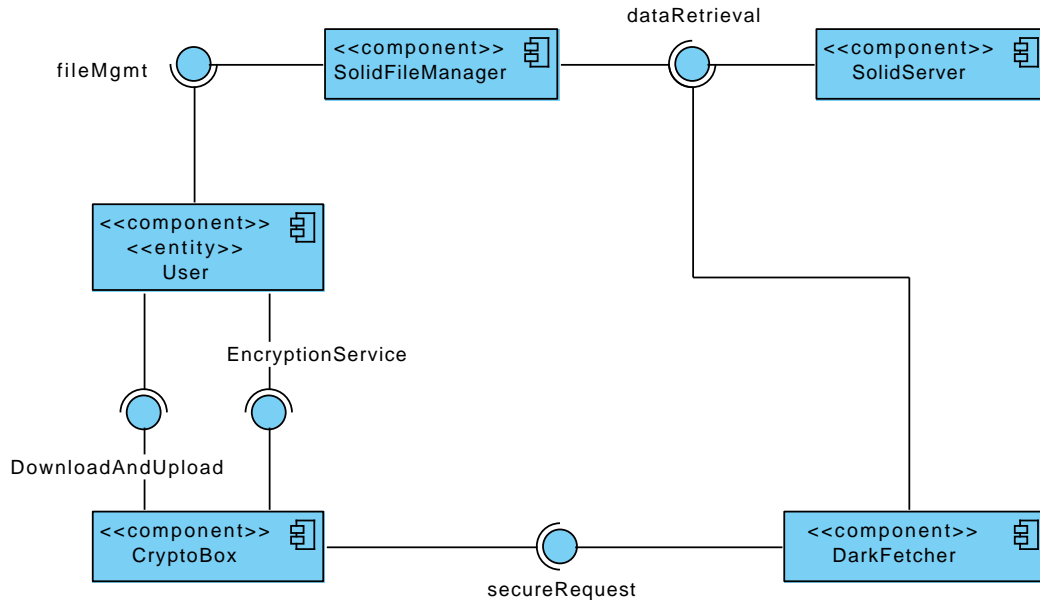 dataRetrieval
fileMgmt
<<component>>
SolidFileManager
<<component>>
SolidServer
<<component>>
<<entity>>
User
EncryptionService
DownloadAndUpload
<<component>>
CryptoBox
<<component>>
DarkFetcher
secureRequest